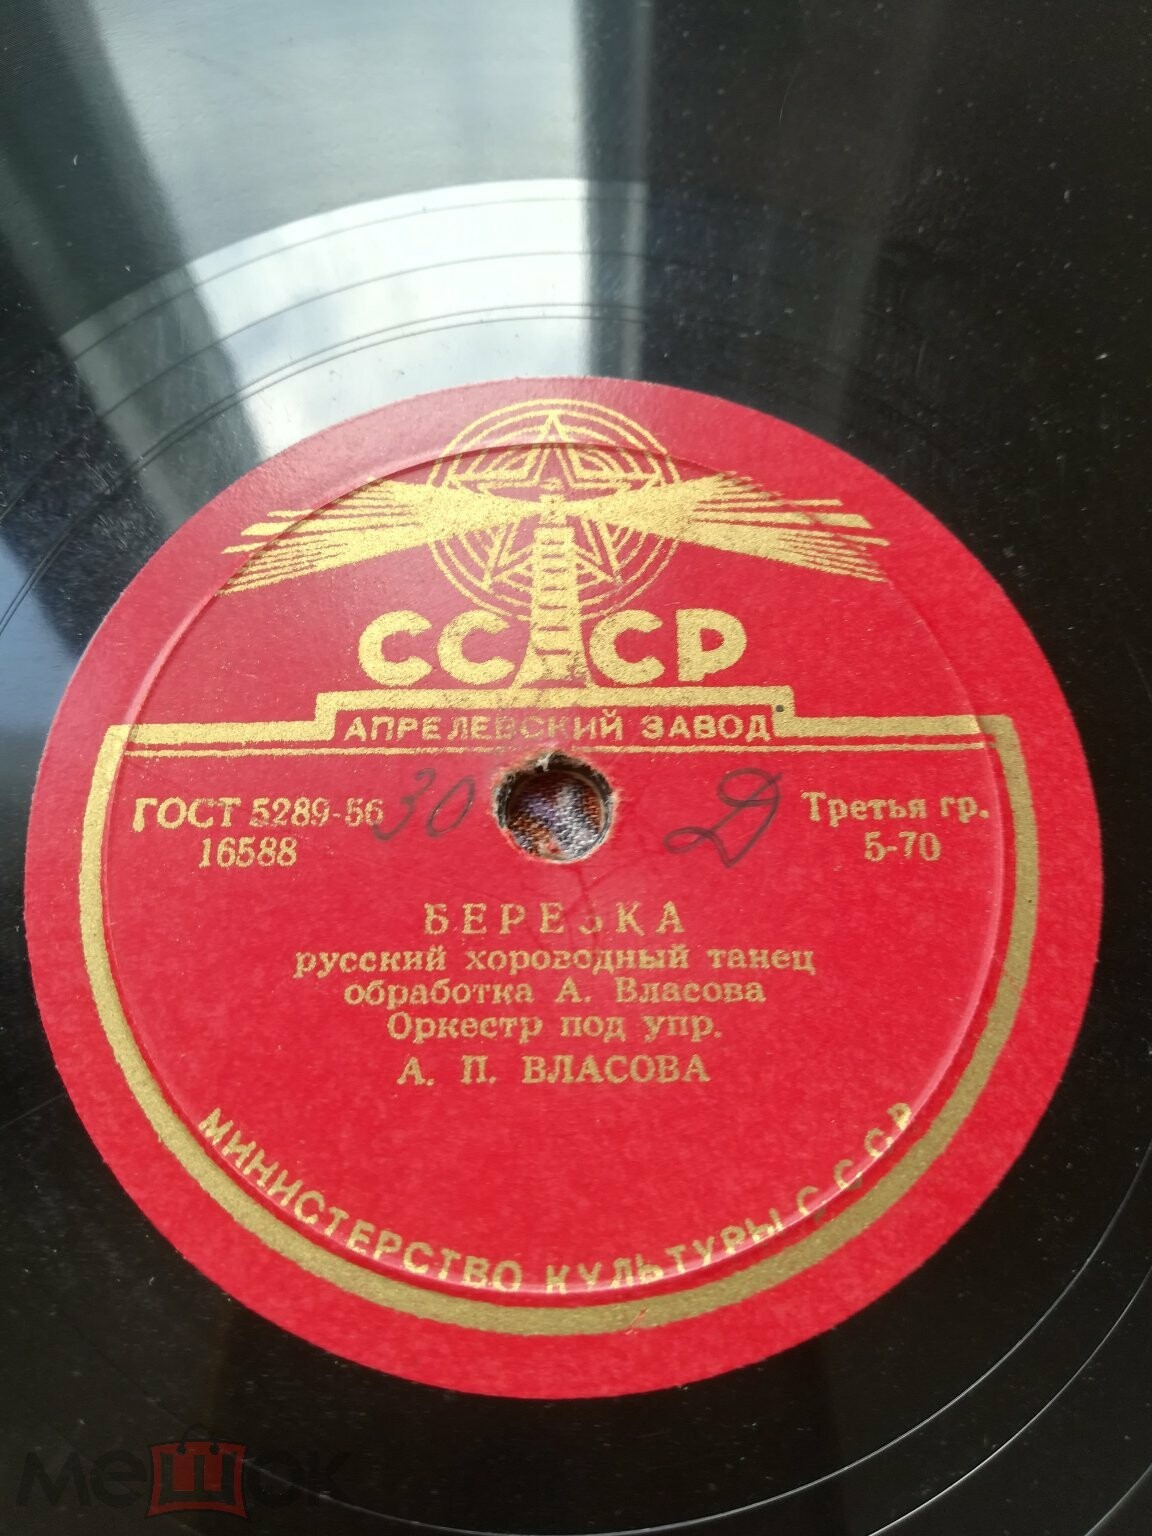 СССР
АПРЕЛЕВСКИЙ ЗАВОД
ГОСТ 5289-56
16588
30
Д
Третья гр.
5-70
БЕРЕЗКА
русский хороводный танец
обработка А. Власова
Оркестр под упр.
А. П. ВЛАСОВА
МИНИСТЕРСТВО КУЛЬТУРЫ СССР
мешок